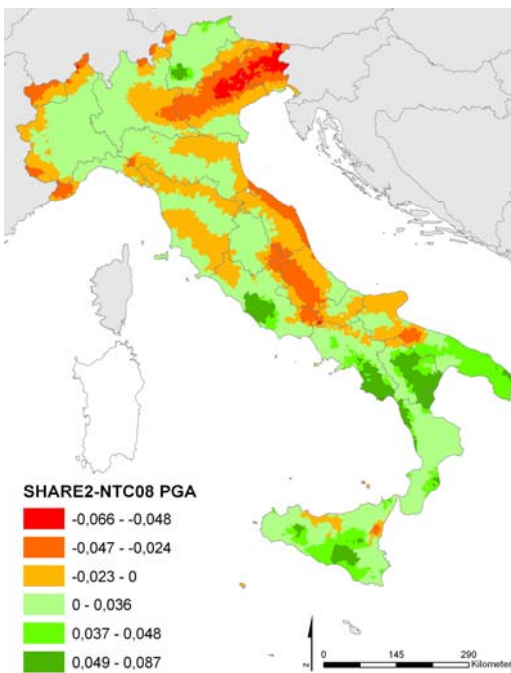 SHARE2-NTC08 PGA
-0,066 - -0,048
-0,047 - -0,024
-0,023 - 0
0 - 0,036
0,037 - 0,048
0,049 - 0,087
N
0 145 290
Kilometers